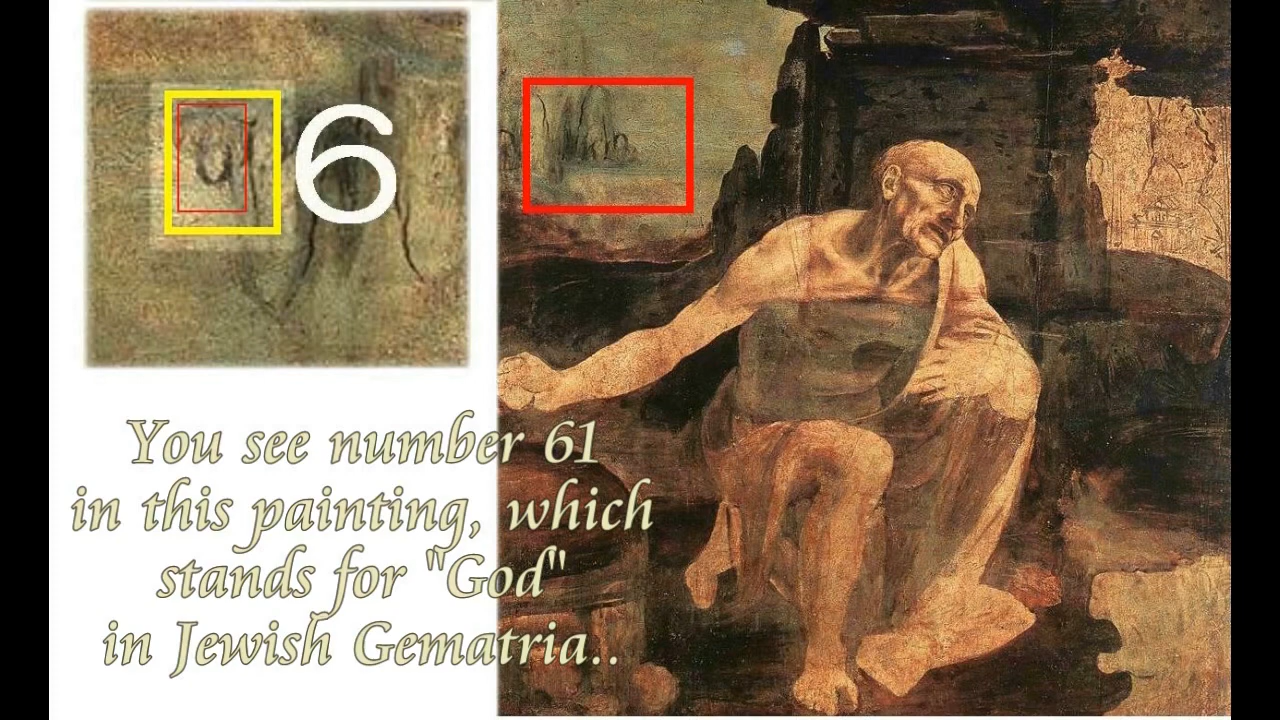 6
You see number 61
in this painting, which
stands for "God"
in Jewish Gematria..